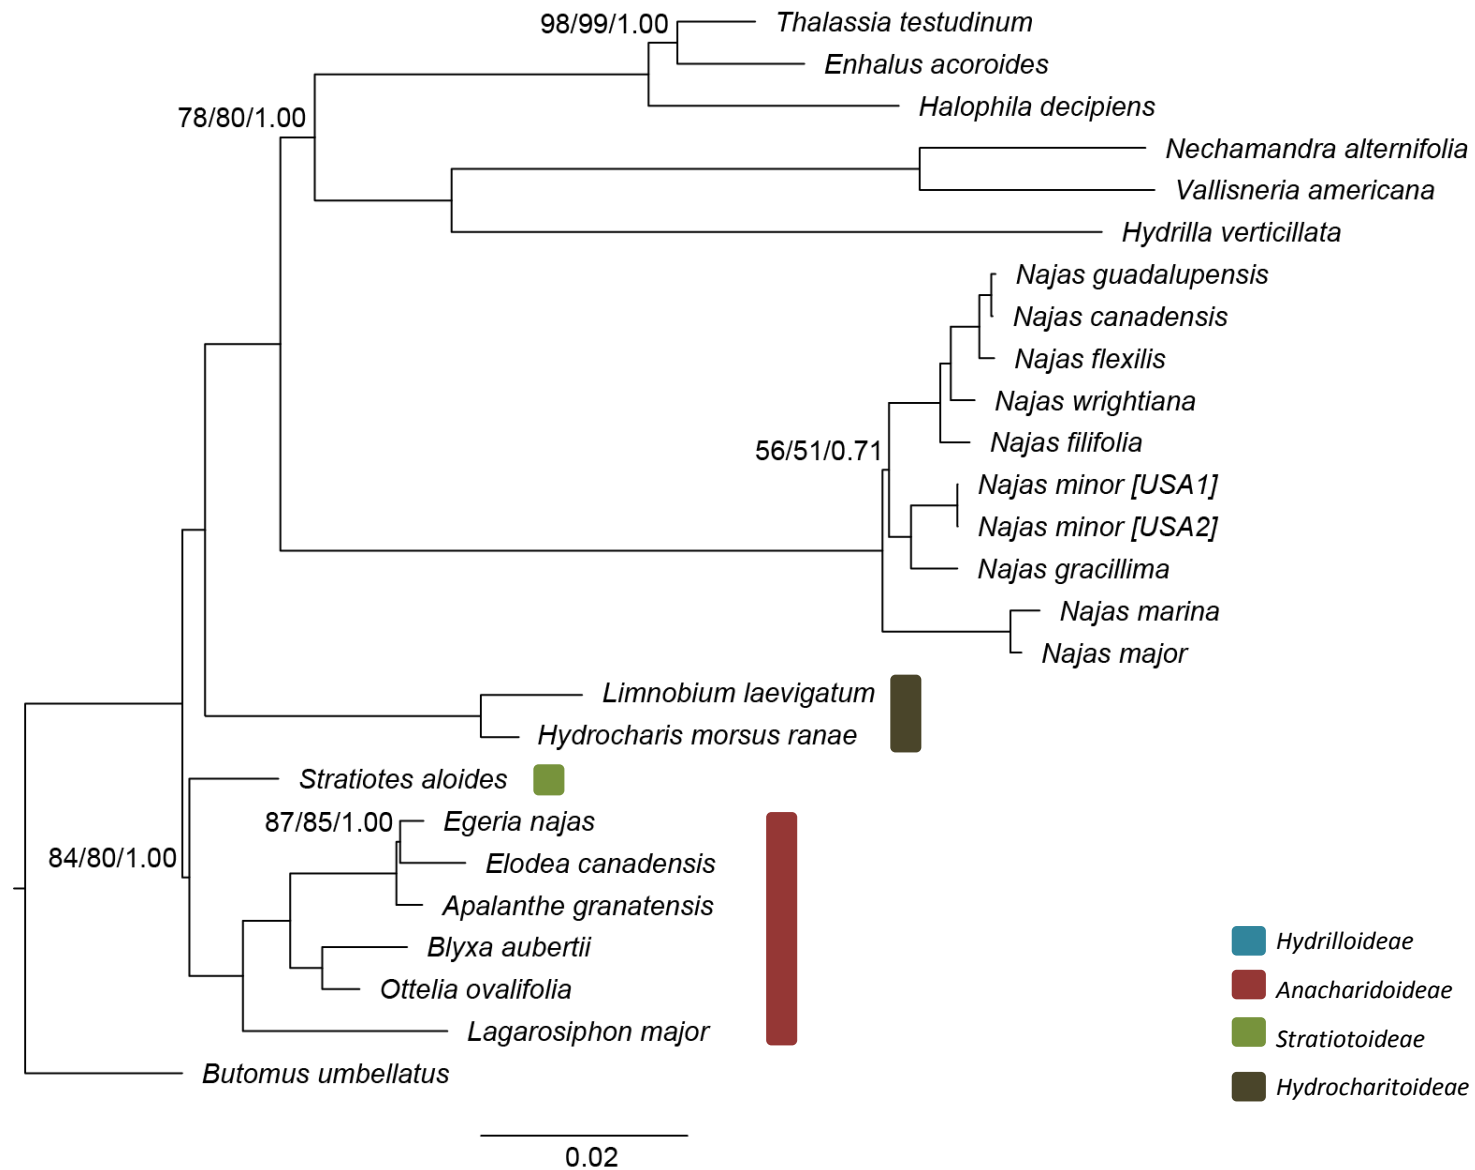 98/99/1.00
Thalassia testudinum
Enhalus acoroides
Halophila decipiens
78/80/1.00
Nechamandra alternifolia
Vallisneria americana
Hydrilla verticillata
Najas guadalupensis
Najas canadensis
Najas flexilis
Najas wrightiana
Najas filifolia
56/51/0.71
Najas minor [USA1]
Najas minor [USA2]
Najas gracillima
Najas marina
Najas major
Limnobium laevigatum
Hydrocharis morsus ranae
Stratiotes aloides
87/85/1.00
Egeria najas
84/80/1.00
Elodea canadensis
Apalanthe granatensis
Blyxa aubertii
Ottelia ovalifolia
Lagarosiphon major
Butomus umbellatus
Hydrilloideae
Anacharidoideae
Stratiotoideae
Hydrocharitoideae
0.02